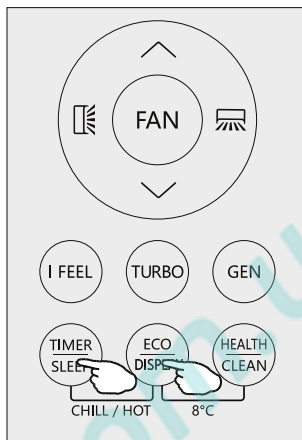 FAN
I FEEL TURBO GEN
TIMER ECO HEALTH
SLEEP DISPLAY CLEAN
CHILL / HOT 8°C